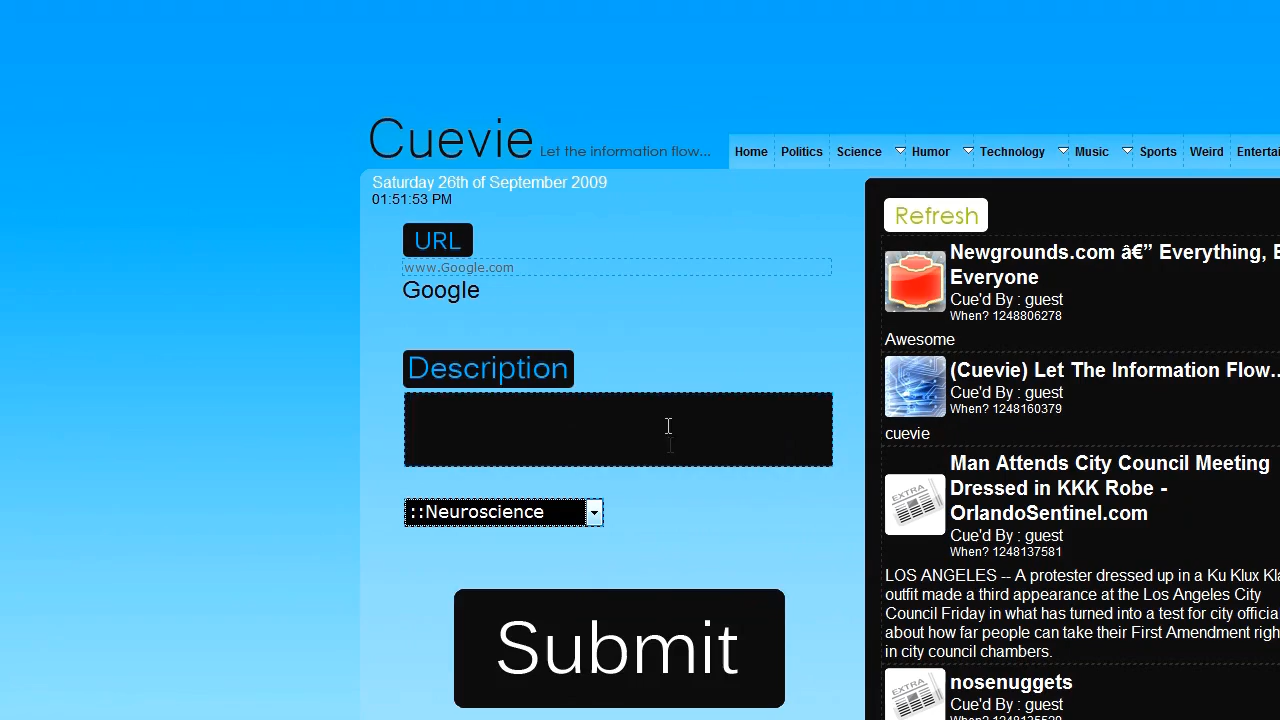 Cuevie Let the information flow...
Home Politics Science Humor Technology Music Sports Weird
Saturday 26th of September 2009
01:51:53 PM
URL
www.Google.com
Google
Description
::Neuroscience
Submit
Refresh
Newgrounds.com â€” Everything,
Everyone
Cue'd By : guest
When? 1248806278
Awesome
(Cuevie) Let The Information Flow...
Cue'd By : guest
When? 1248160379
cuevie
EXTRA
Man Attends City Council Meeting
Dressed in KKK Robe -
OrlandoSentinel.com
Cue'd By : guest
When? 1248137581
LOS ANGELES -- A protester dressed up in a Ku Klux
outfit made a third appearance at the Los Angeles City
Council Friday in what has turned into a test for city
about how far people can take their First Amendment
in city council chambers.
EXTRA
nosenuggets
Cue'd By : guest